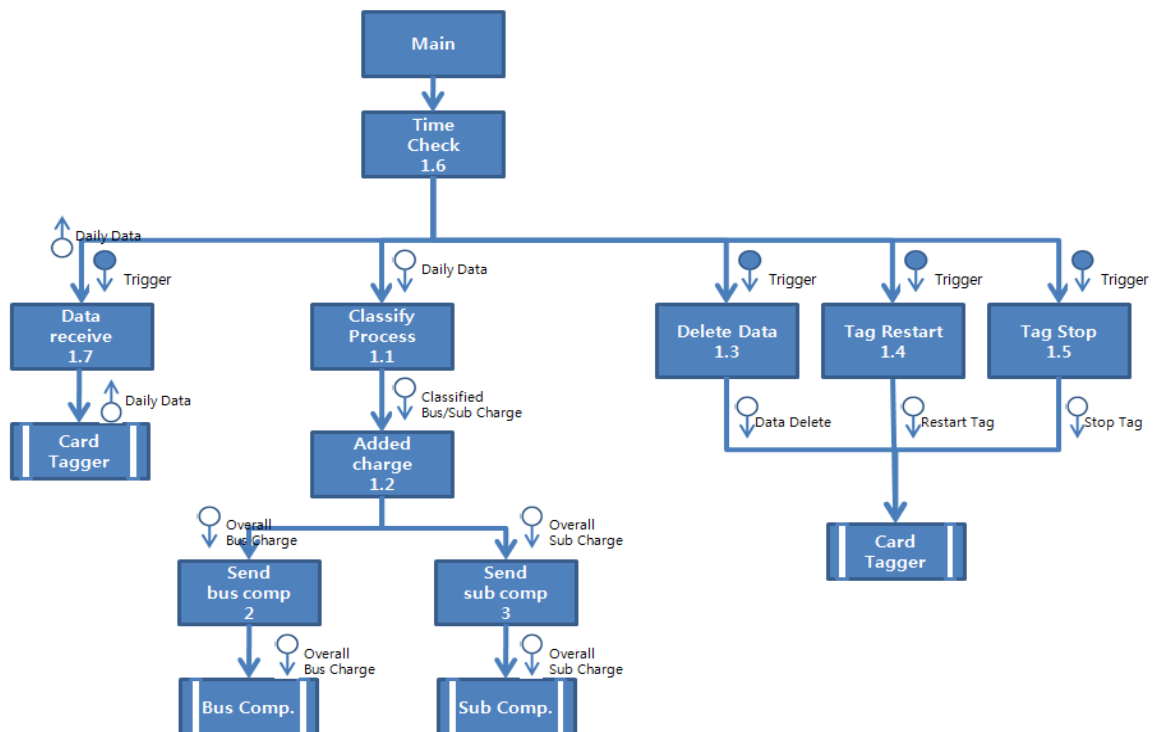 Main
Time
Check
1.6
Daily Data
Trigger
Daily Data
Trigger
Trigger
Trigger
Data
receive
1.7
Classify
Process
1.1
Delete Data
1.3
Tag Restart
1.4
Tag Stop
1.5
Daily Data
Classified
Bus/Sub Charge
Data Delete
Restart Tag
Stop Tag
Card
Tagger
Added
charge
1.2
Overall
Bus Charge
Overall
Sub Charge
Card
Tagger
Send
bus comp
2
Send
sub comp
3
Overall
Bus Charge
Overall
Sub Charge
Bus Comp.
Sub Comp.